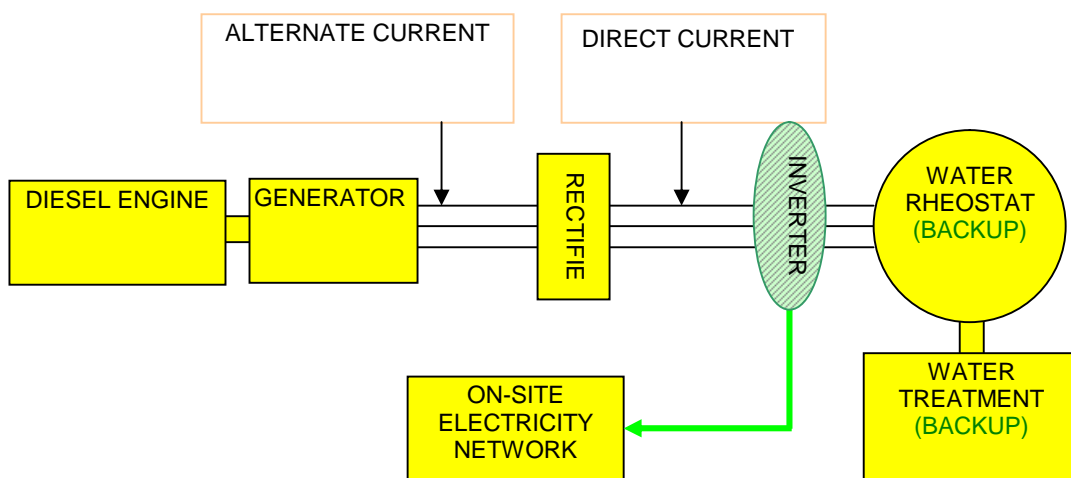 ALTERNATE CURRENT
DIRECT CURRENT
DIESEL ENGINE
GENERATOR
RECTIFIE
INVERTER
WATER
RHEOSTAT
(BACKUP)
ON-SITE
ELECTRICITY
NETWORK
WATER
TREATMENT
(BACKUP)